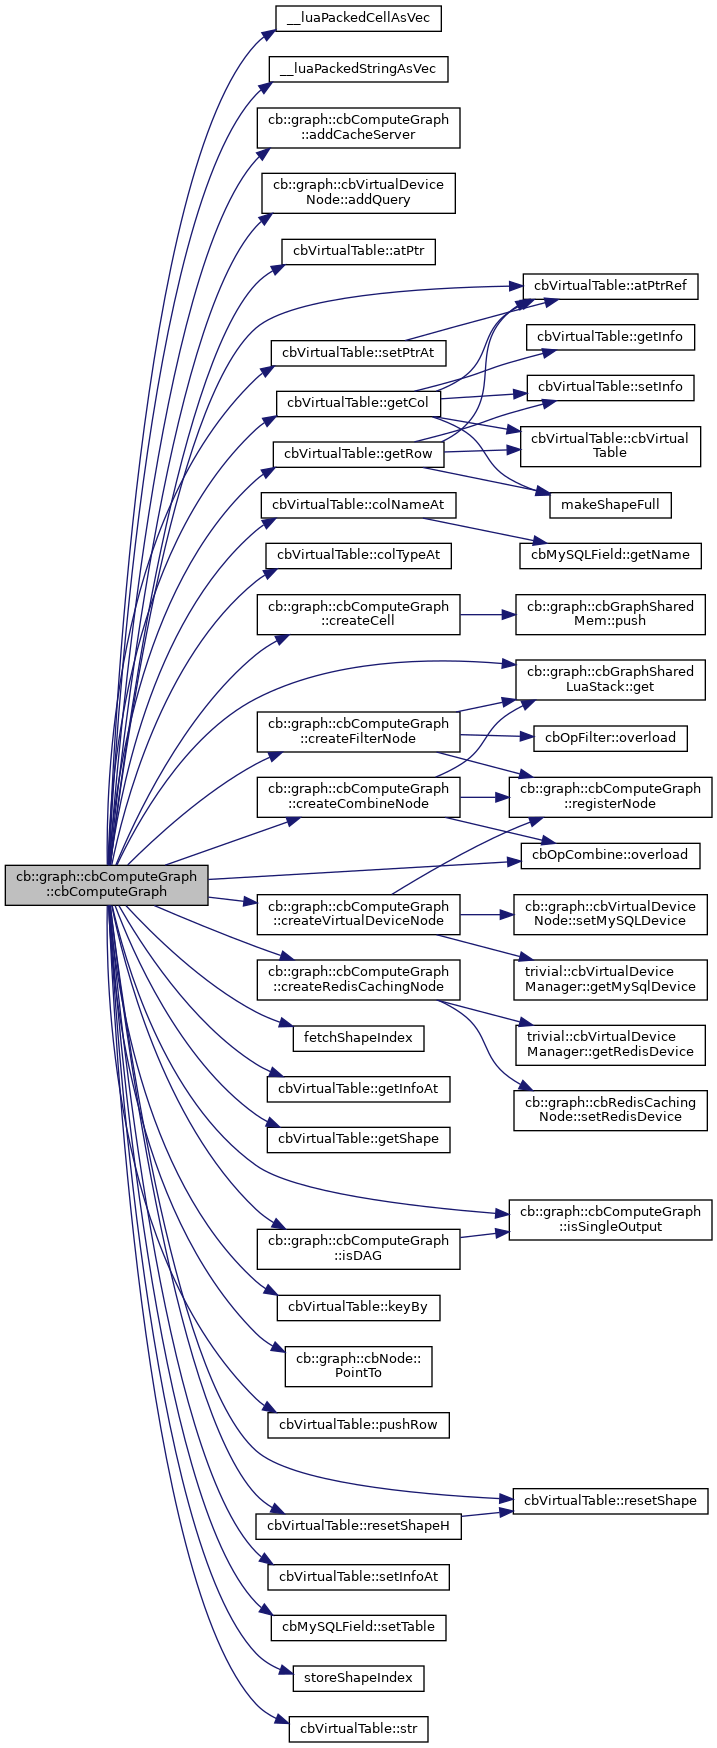 __luaPackedCellAsVec
__luaPackedStringAsVec
cb::graph::cbComputeGraph
::addCacheServer
cb::graph::cbVirtualDevice
Node::addQuery
cbVirtualTable::atPtr
cbVirtualTable::atPtrRef
cbVirtualTable::getInfo
cbVirtualTable::setPtrAt
cbVirtualTable::setInfo
cbVirtualTable::getCol
cbVirtualTable::cbVirtual
Table
cbVirtualTable::getRow
cbVirtualTable::colNameAt
makeShapeFull
cbVirtualTable::colTypeAt
cbMySQLField::getName
cb::graph::cbComputeGraph
::createCell
cb::graph::cbGraphShared
Mem::push
cb::graph::cbGraphShared
LuaStack::get
cb::graph::cbComputeGraph
::createFilterNode
cbOpFilter::overload
cb::graph::cbComputeGraph
::createCombineNode
cb::graph::cbComputeGraph
::registerNode
cbOpCombine::overload
cb::graph::cbComputeGraph
::cbComputeGraph
cb::graph::cbComputeGraph
::createVirtualDeviceNode
cb::graph::cbVirtualDevice
Node::setMySQLDevice
cb::graph::cbComputeGraph
::createRedisCachingNode
trivial::cbVirtualDevice
Manager::getMySqlDevice
fetchShapeIndex
trivial::cbVirtualDevice
Manager::getRedisDevice
cbVirtualTable::getInfoAt
cb::graph::cbRedisCaching
Node::setRedisDevice
cbVirtualTable::getShape
cb::graph::cbComputeGraph
::isSingleOutput
cb::graph::cbComputeGraph
::isDAG
cbVirtualTable::keyBy
cb::graph::cbNode::
PointTo
cbVirtualTable::pushRow
cbVirtualTable::resetShape
cbVirtualTable::resetShapeH
cbVirtualTable::setInfoAt
cbMySQLField::setTable
storeShapeIndex
cbVirtualTable::str